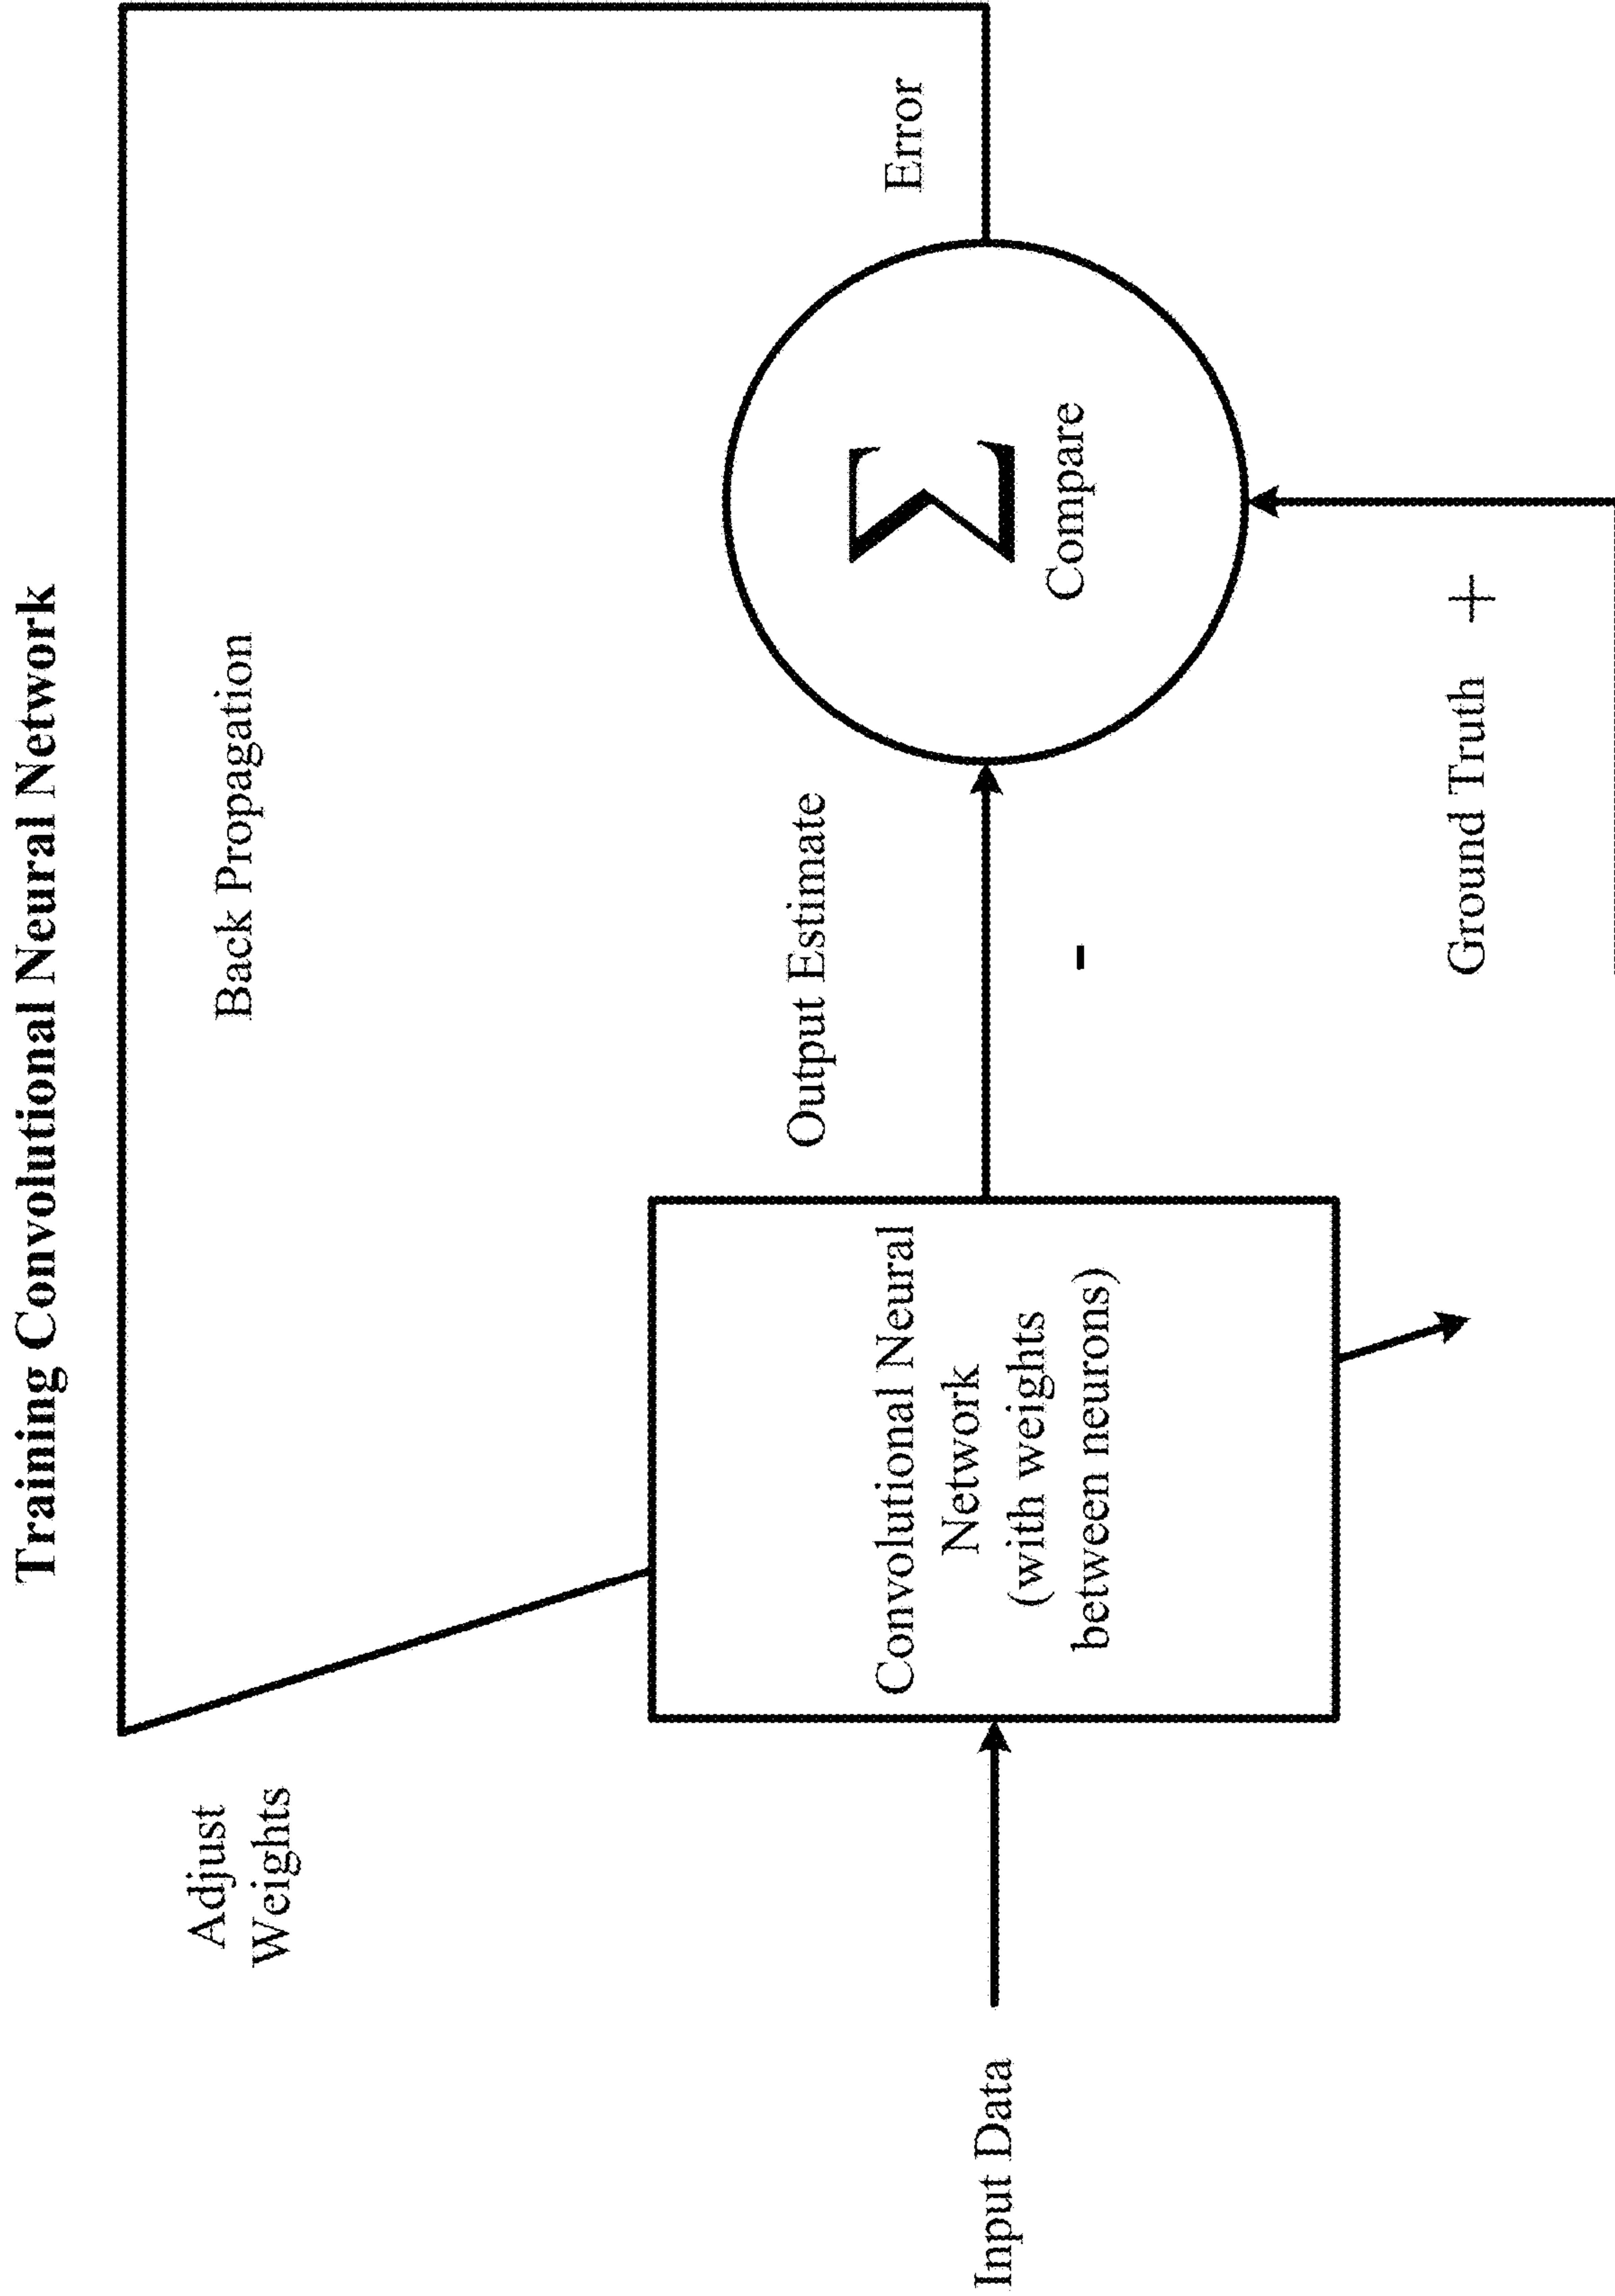 Training Convolutional Neural Network
Back Propagation
Adjust
Weights
Error
Output Estimate
Σ
Compare
Convolutional Neural
Network
(with weights
between neurons)
Input Data
-
Ground Truth +